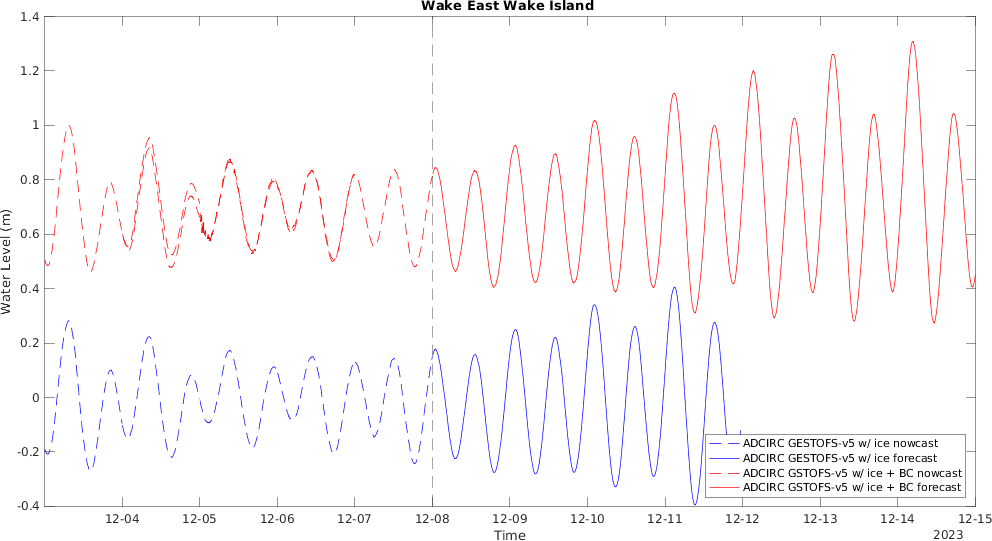 Wake East Wake Island
1.4
1.2
1
0.8
0.6
0.4
0.2
0
-0.2
-0.4
Water Level (m)
ADCIRC GESTOFS-v5 w/ ice nowcast
ADCIRC GESTOFS-v5 w/ ice forecast
ADCIRC GSTOFS-v5 w/ ice + BC nowcast
ADCIRC GSTOFS-v5 w/ ice + BC forecast
12-04 12-05 12-06 12-07 12-08 12-09 12-10 12-11 12-12 12-13 12-14 12-15
Time
2023